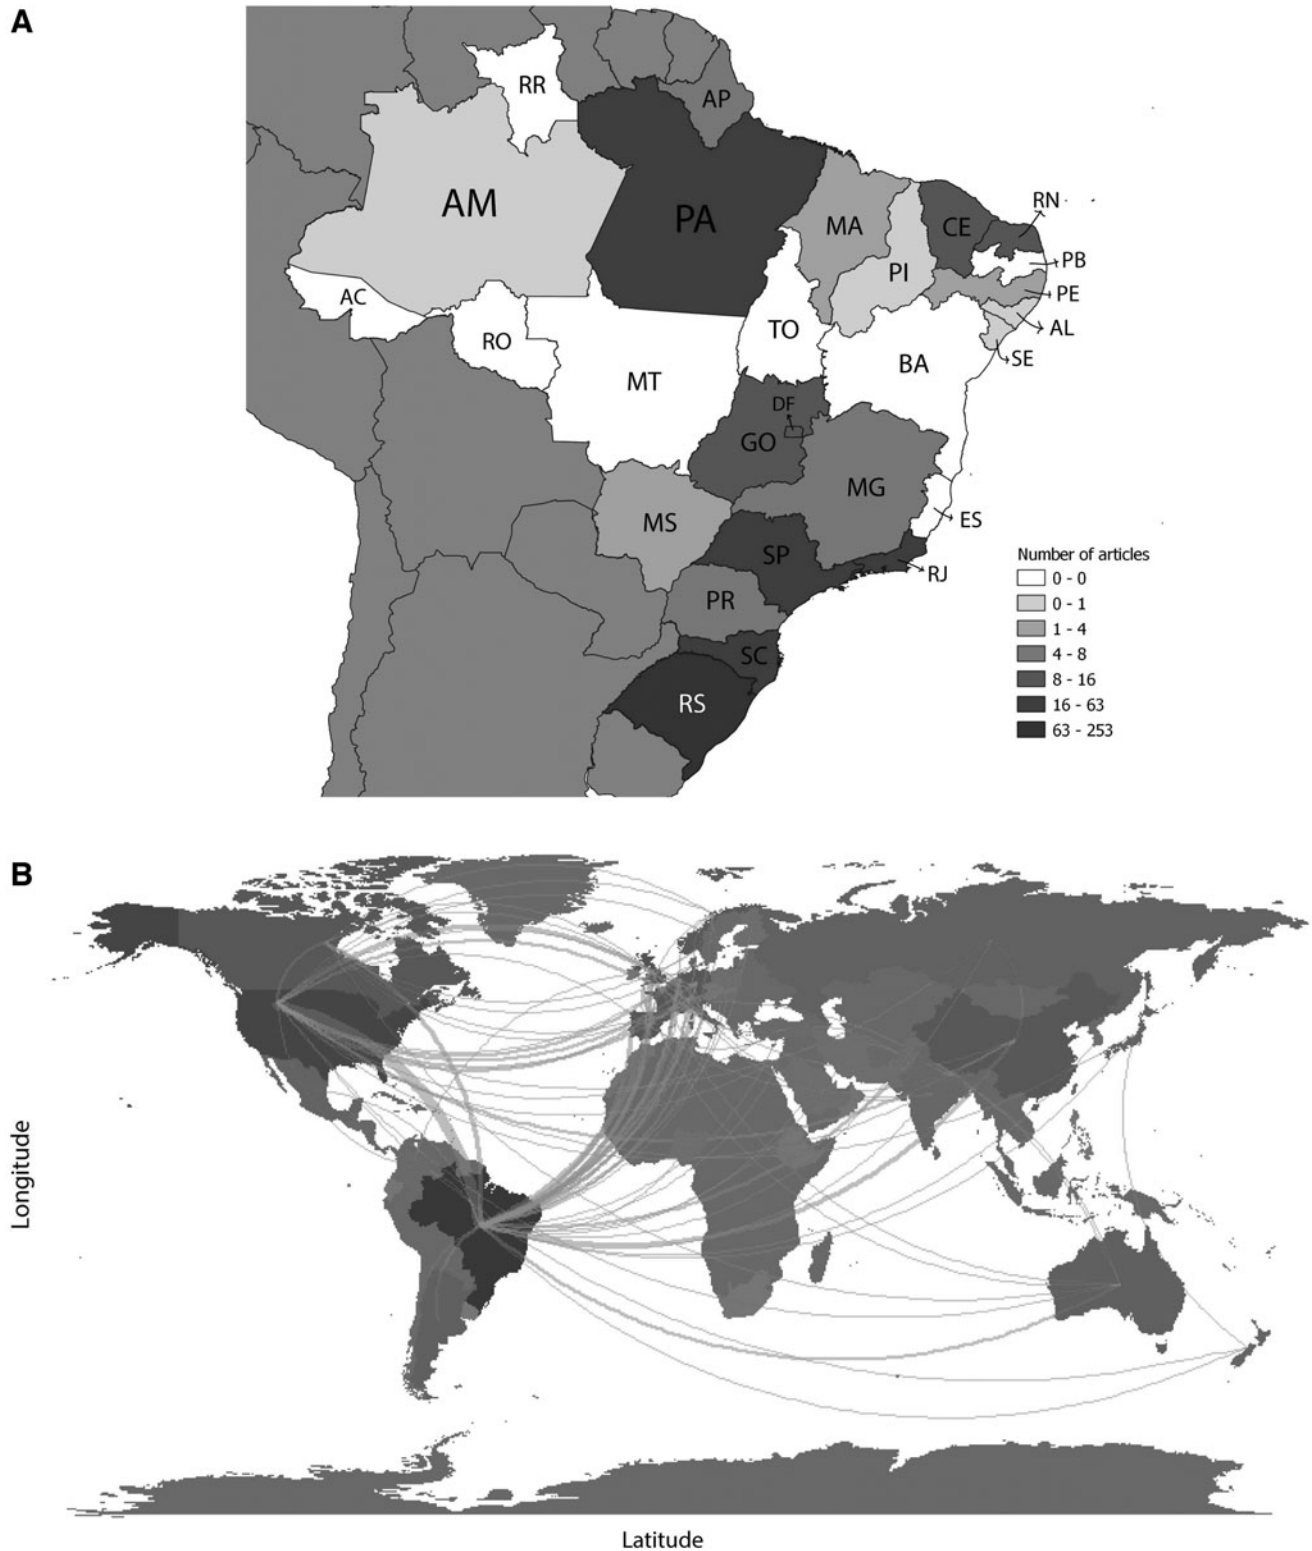 A
RR
AP
AM
PA
MA
CE
RN
PI
PB
AC
PE
RO
TO
AL
MT
BA
SE
DF
GO
MG
MS
ES
SP
RJ
PR
SC
RS
Number of articles
0 - 0
0 - 1
1 - 4
4 - 8
8 - 16
16 - 63
63 - 253
B
Longitude
Latitude